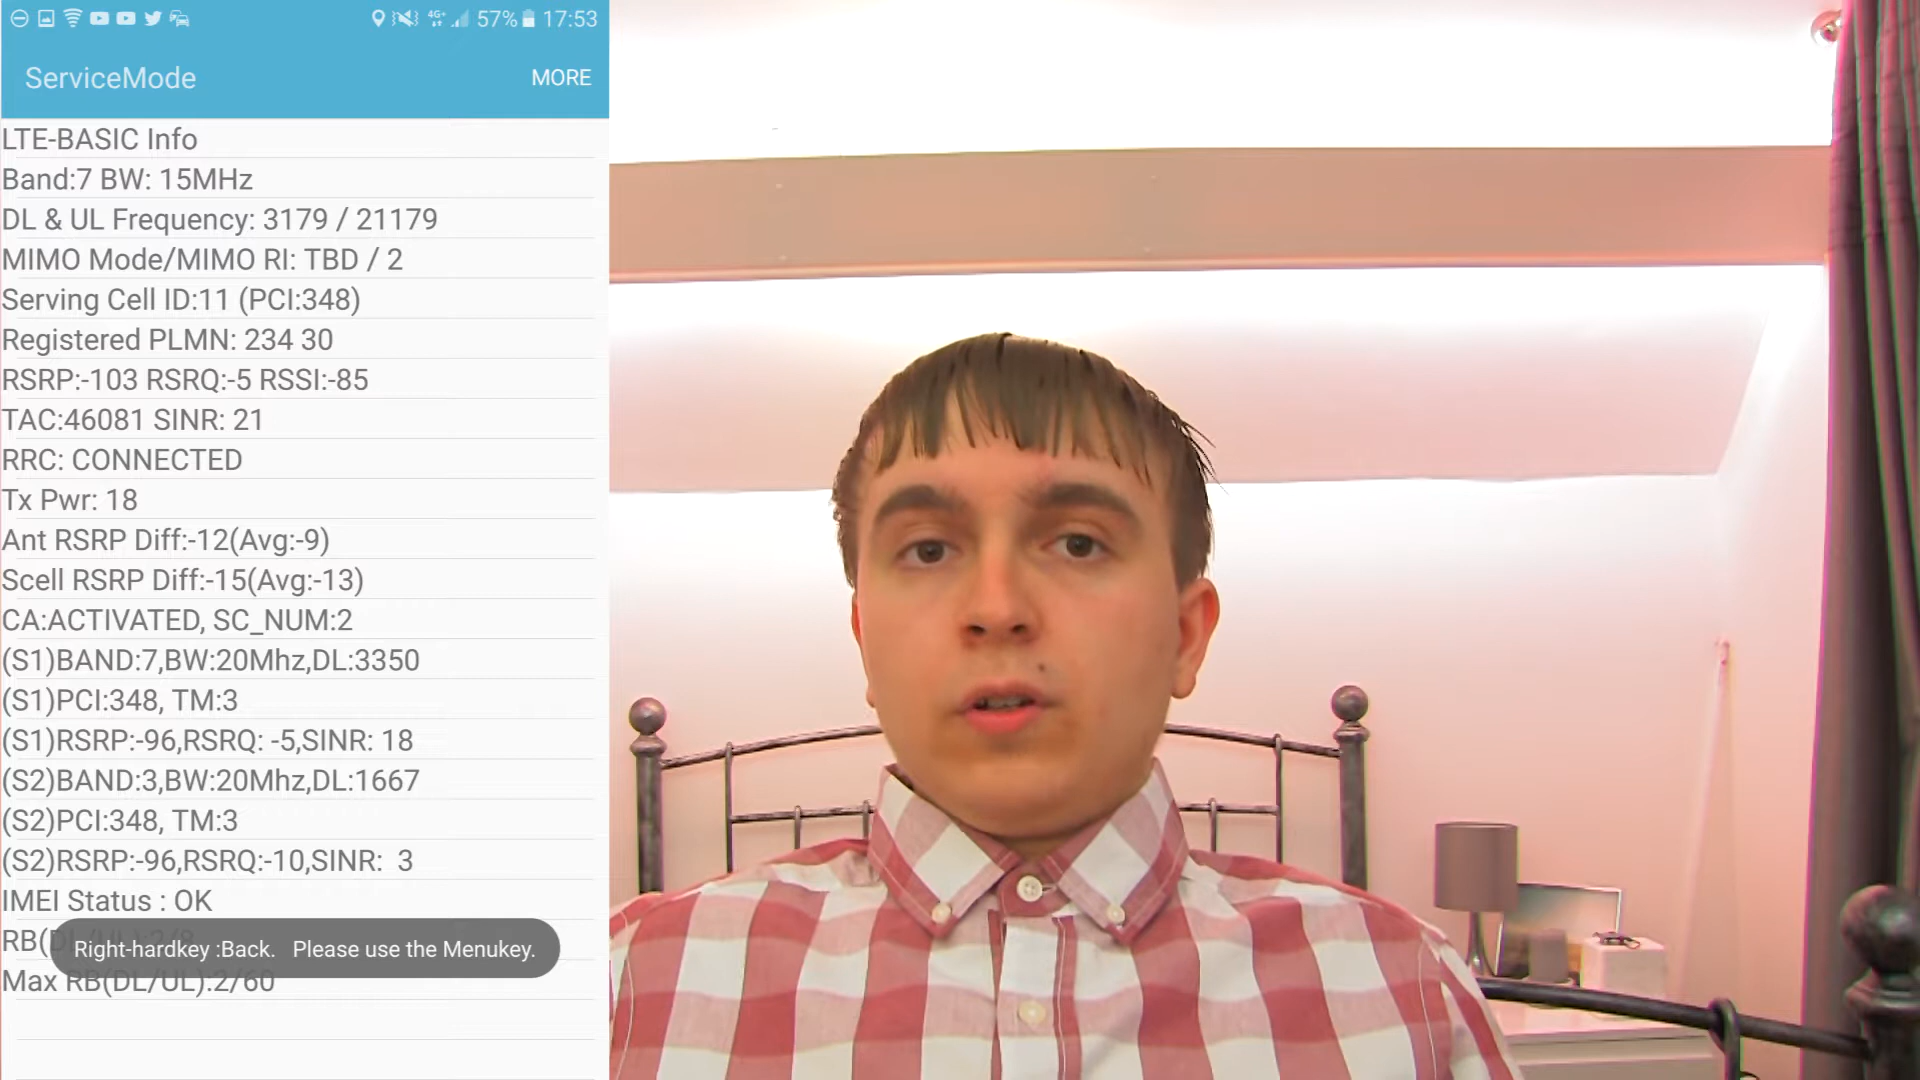 4G+ 57% 17:53
ServiceMode MORE
LTE-BASIC Info
Band:7 BW: 15MHz
DL & UL Frequency: 3179 / 21179
MIMO Mode/MIMO RI: TBD / 2
Serving Cell ID:11 (PCI:348)
Registered PLMN: 234 30
RSRP:-103 RSRQ:-5 RSSI:-85
TAC:46081 SINR: 21
RRC: CONNECTED
Tx Pwr: 18
Ant RSRP Diff:-12(Avg:-9)
Scell RSRP Diff:-15(Avg:-13)
CA:ACTIVATED, SC_NUM:2
(S1)BAND:7,BW:20Mhz,DL:3350
(S1)PCI:348, TM:3
(S1)RSRP:-96,RSRQ: -5,SINR: 18
(S2)BAND:3,BW:20Mhz,DL:1667
(S2)PCI:348, TM:3
(S2)RSRP:-96,RSRQ:-10,SINR: 3
IMEI Status : OK
Right-hardkey :Back. Please use the Menukey.
Max RB(DL/UL):2/60